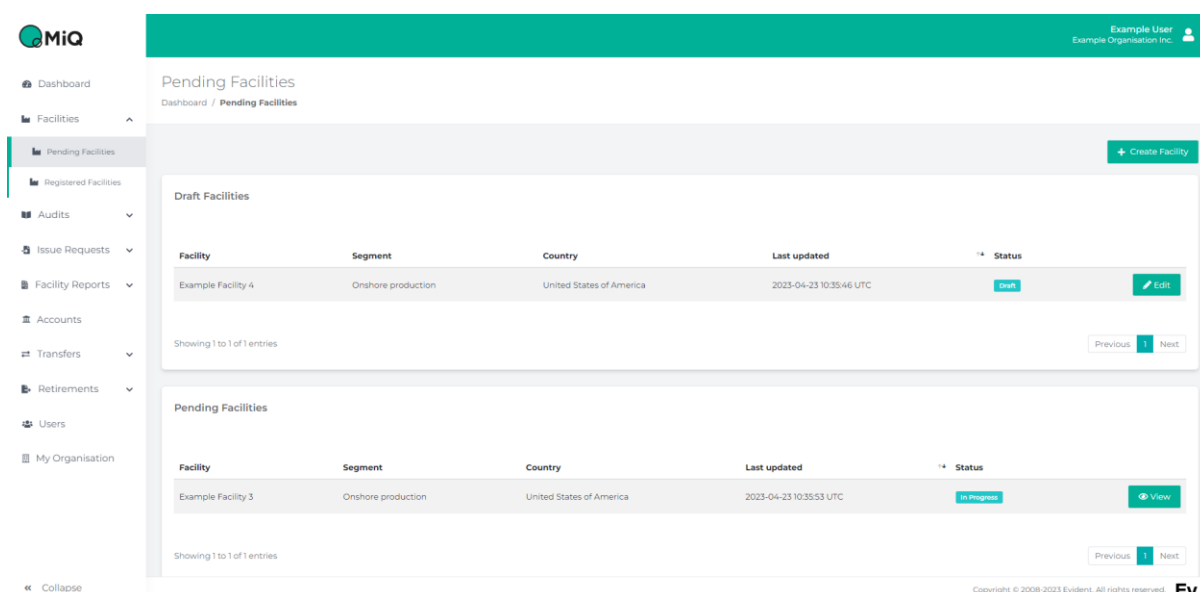 MiQ
Example User
Example Organisation Inc.
Dashboard
Facilities
Pending Facilities
Registered Facilities
Audits
Issue Requests
Facility Reports
Accounts
Transfers
Retirements
Users
My Organisation
Collapse
Pending Facilities
Dashboard / Pending Facilities
Create Facility
Draft Facilities
Facility Segment Country Last updated Status
Example Facility 4 Onshore production United States of America 2023-04-23 10:35:46 UTC Draft Edit
Showing 1 to 1 of 1 entries Previous 1 Next
Pending Facilities
Facility Segment Country Last updated Status
Example Facility 3 Onshore production United States of America 2023-04-23 10:35:53 UTC In Progress View
Showing 1 to 1 of 1 entries Previous 1 Next
Copyright © 2008-2023 Evident. All rights reserved. Ev